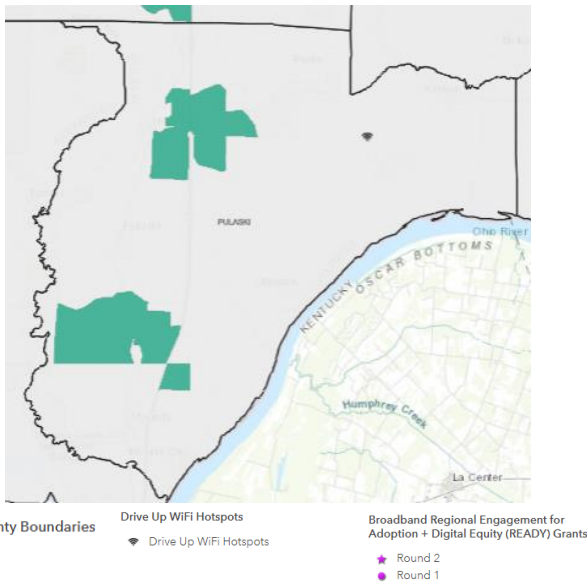 PULASKI
Ohio River
KENTUCKY
OSCAR BOTTOMS
Humphrey Creek
La Center
nty Boundaries
Drive Up WiFi Hotspots
Drive Up WiFi Hotspots
Broadband Regional Engagement for
Adoption + Digital Equity (READY) Grants
Round 2
Round 1